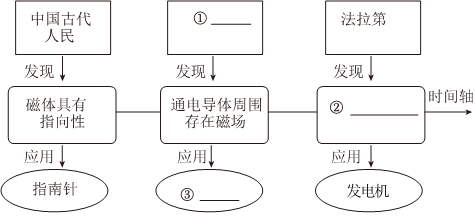 中国古代
人民
①
法拉第
发现
发现
发现
磁体具有
指向性
通电导体周围
存在磁场
②
时间轴
应用
应用
应用
指南针
③
发电机